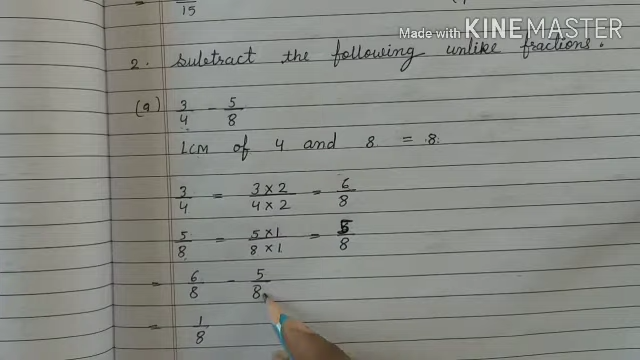 = 15
Made with KINEMASTER
2. Subtract the following unlike fractions.
(a) 3/4 - 5/8
LCM of 4 and 8 = 8
3/4 = 3×2/4×2 = 6/8
5/8 = 5×1/8×1 = 5/8
= 6/8 - 5/8
= 1/8